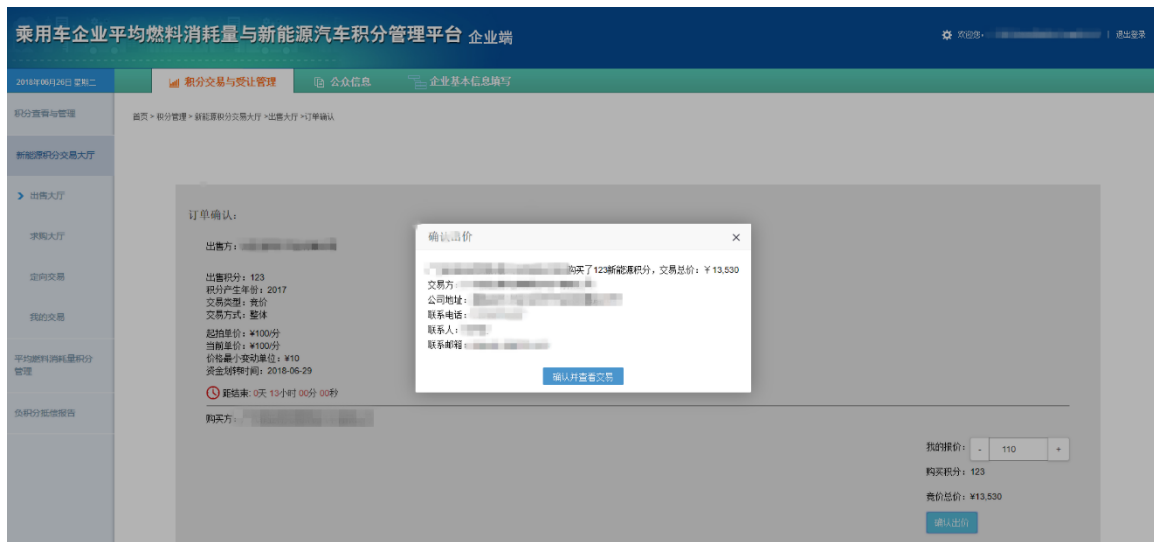 乘用车企业平均燃料消耗量与新能源汽车积分管理平台 企业端
欢迎您, | 退出登录
2018年06月26日 星期二
积分交易与受让管理
公众信息
企业基本信息填写
积分查看与管理
新能源积分交易大厅
出售大厅
求购大厅
定向交易
我的交易
平均燃料消耗量积分
管理
负积分抵偿报告
首页 > 积分管理 > 新能源积分交易大厅 >出售大厅 >订单确认
订单确认:
出售方:
出售积分: 123
积分产生年份: 2017
交易类型: 竞价
交易方式: 整体
起拍单价: ¥100/分
当前单价: ¥100/分
价格最小变动单位: ¥10
资金划转时间: 2018-06-29
距结束: 0天 13小时 00分 00秒
购买方:
确认出价
×
购买了123新能源积分, 交易总价: ¥13,530
交易方:
公司地址:
联系电话:
联系人:
联系邮箱:
确认并查看交易
我的报价: - 110 +
购买积分: 123
竞价总价: ¥13,530
确认出价